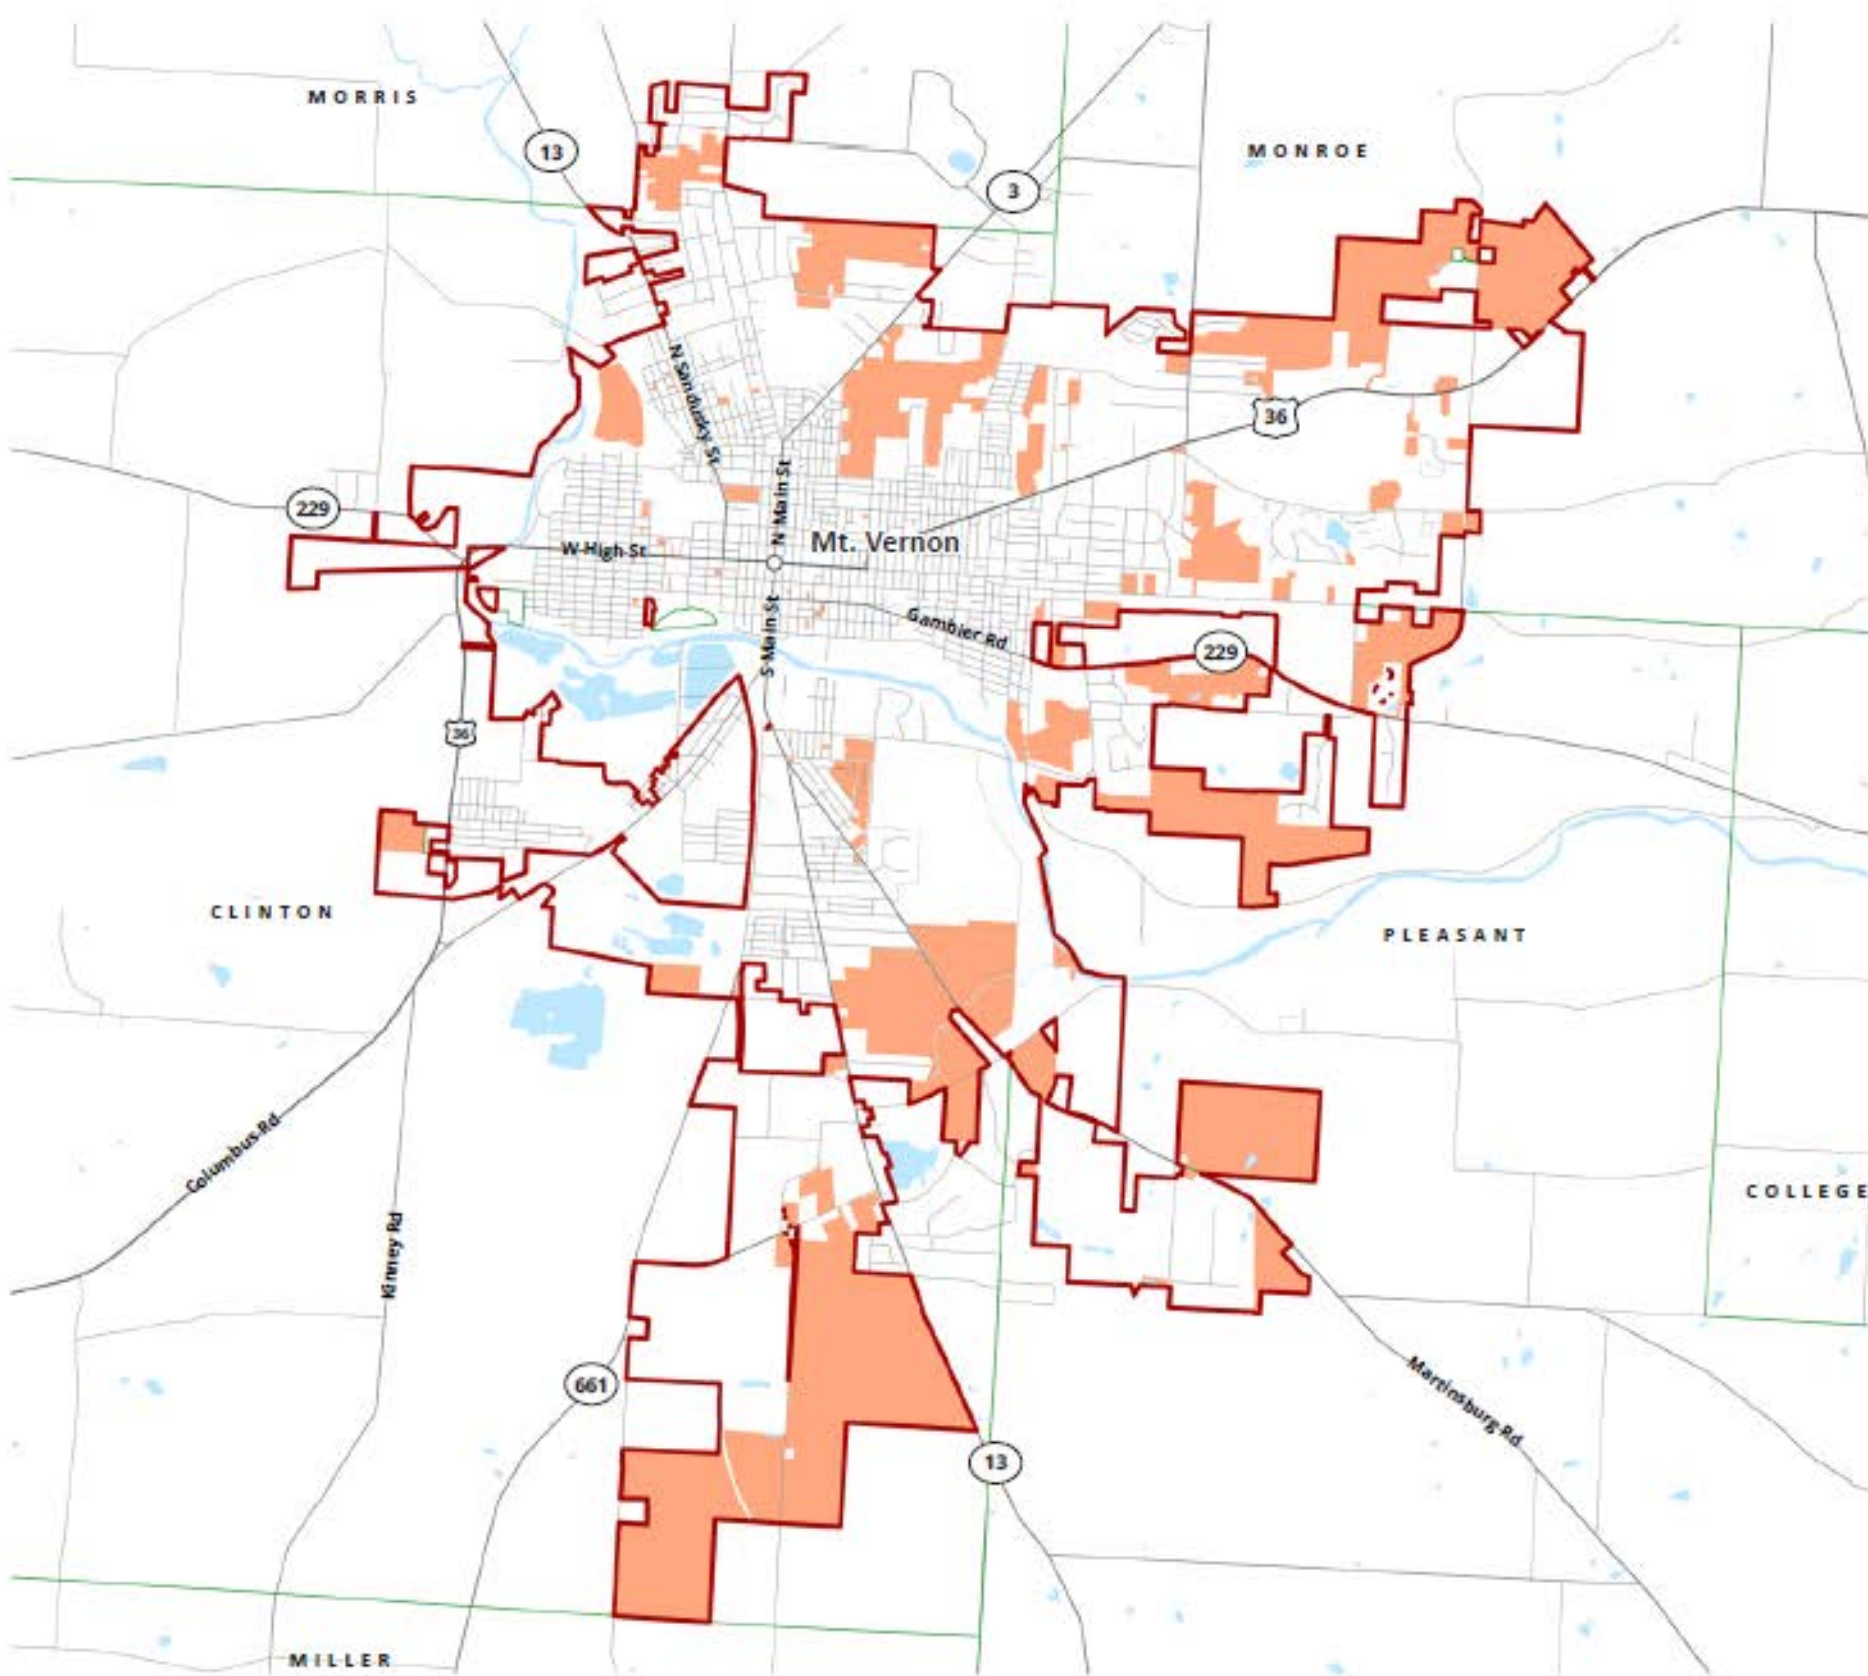 MORRIS
13
MONROE
3
N Sandusky St
36
N Main St
229
Mt. Vernon
W High St
S Main St
Gambier Rd
229
36
CLINTON
PLEASANT
Columbus Rd
COLLEGE
Kinney Rd
661
Martinsburg Rd
13
MILLER